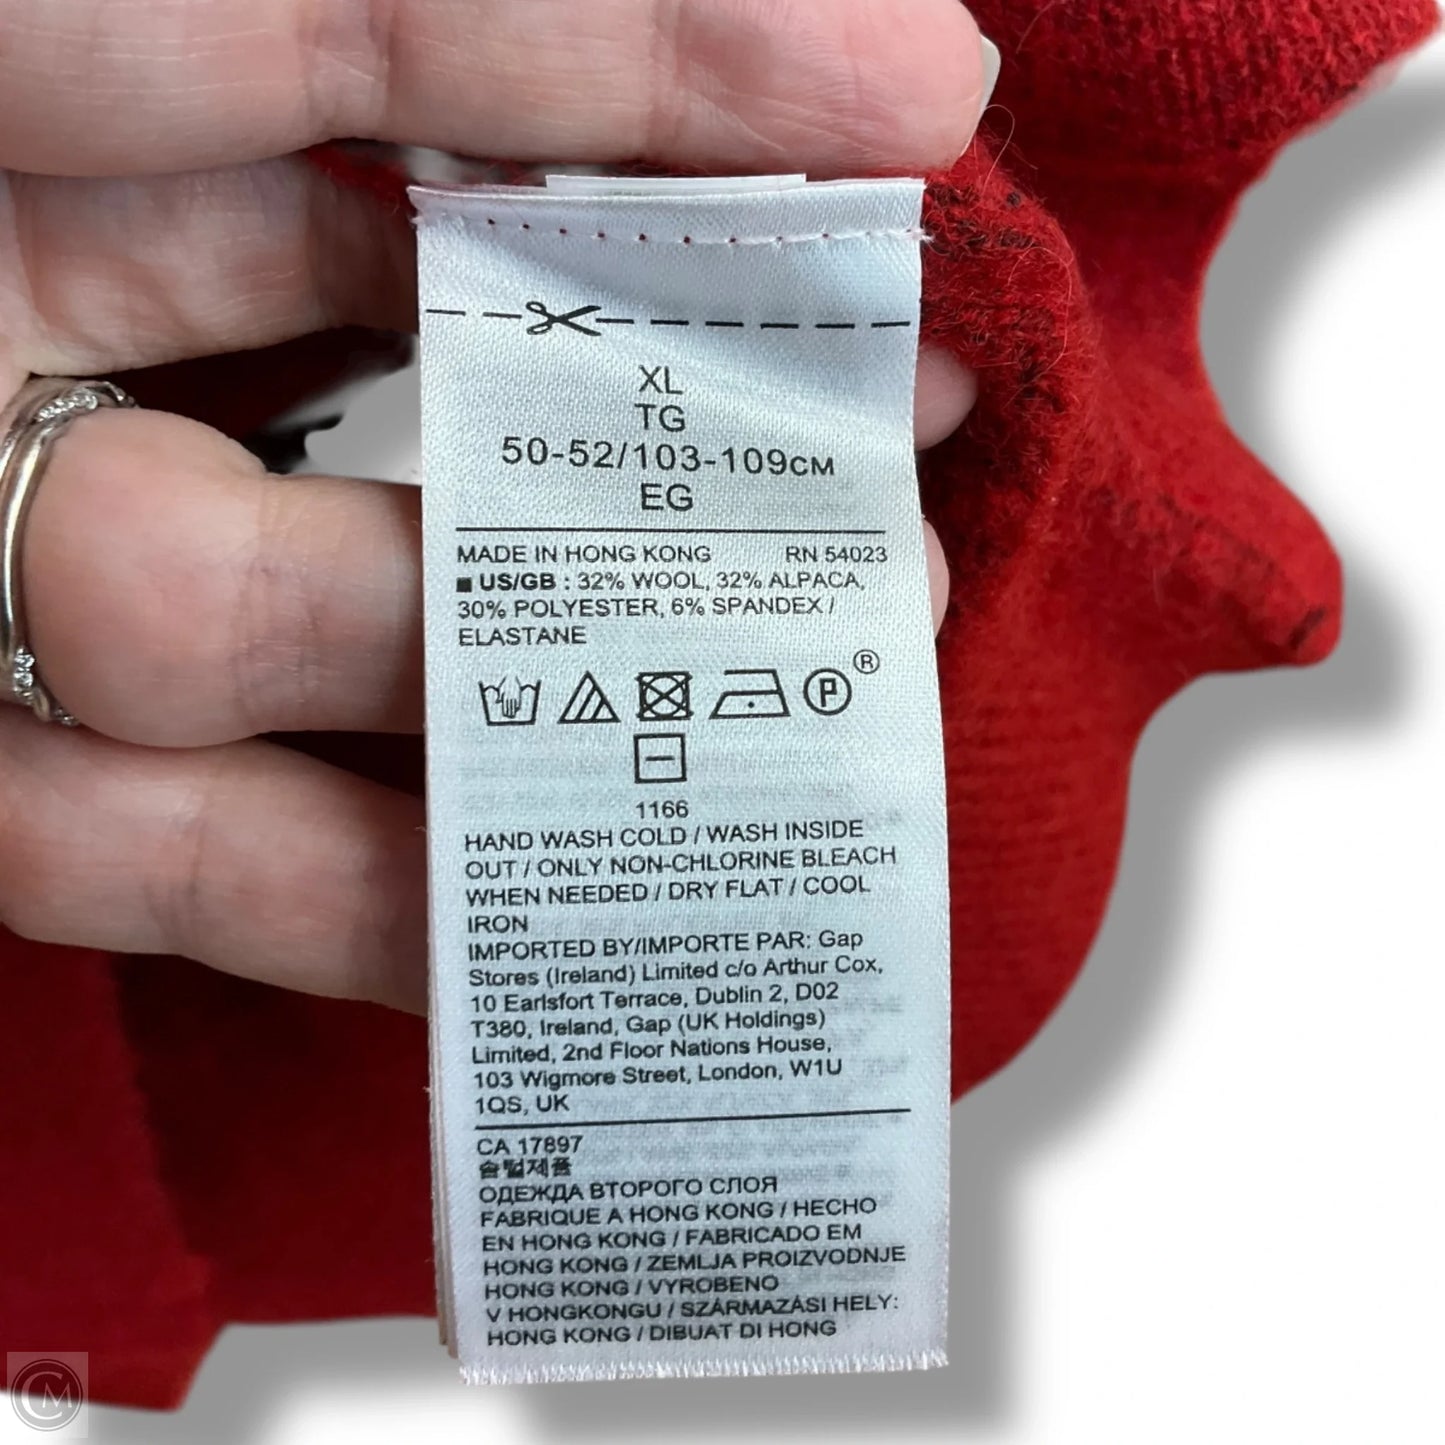 XL
TG
50-52/103-109CM
EG
MADE IN HONG KONG RN 54023
■ US/GB : 32% WOOL, 32% ALPACA,
30% POLYESTER, 6% SPANDEX /
ELASTANE
P ®
1166
HAND WASH COLD / WASH INSIDE
OUT / ONLY NON-CHLORINE BLEACH
WHEN NEEDED / DRY FLAT / COOL
IRON
IMPORTED BY/IMPORTE PAR: Gap
Stores (Ireland) Limited c/o Arthur Cox,
10 Earlsfort Terrace, Dublin 2, D02
T380, Ireland, Gap (UK Holdings)
Limited, 2nd Floor Nations House,
103 Wigmore Street, London, W1U
1QS, UK
CA 17897
숄털제품
ОДЕЖДА ВТОРОГО СЛОЯ
FABRIQUE A HONG KONG / HECHO
EN HONG KONG / FABRICADO EM
HONG KONG / ZEMLJA PROIZVODNJE
HONG KONG / VYROBENO
V HONGKONGU / SZÁRMAZÁSI HELY:
HONG KONG / DIBUAT DI HONG
CM